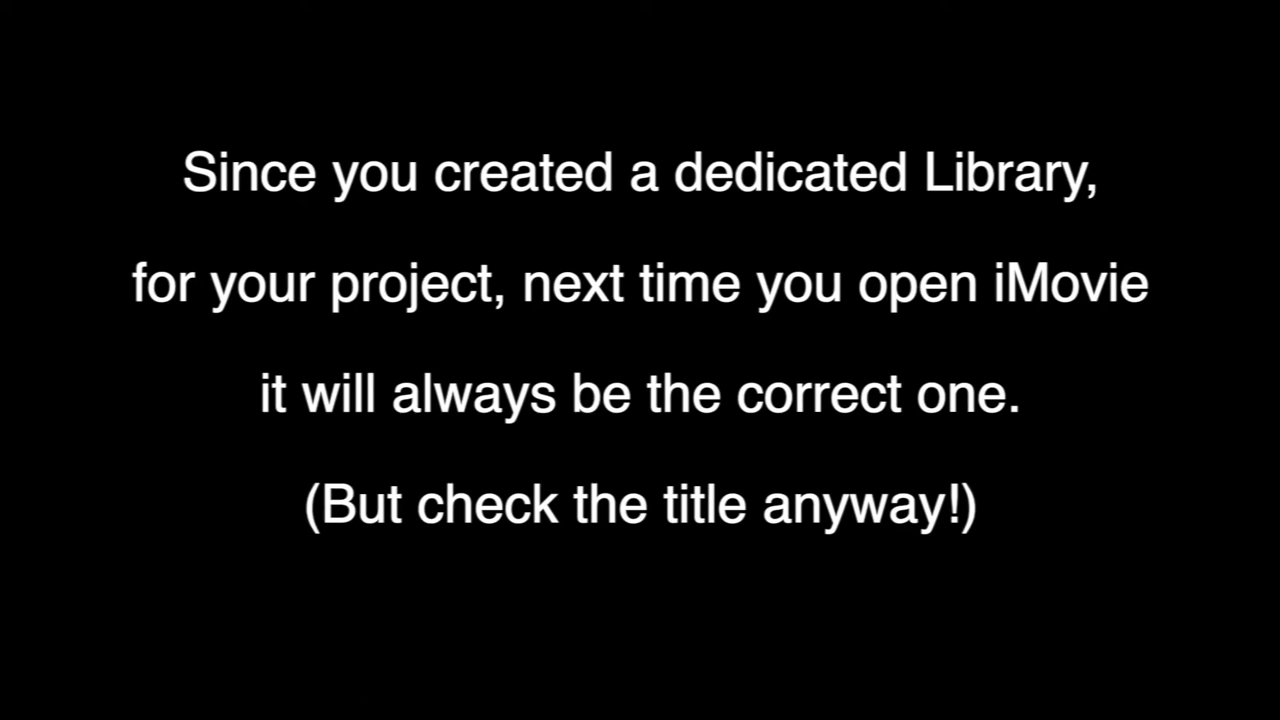 Since you created a dedicated Library,
for your project, next time you open iMovie
it will always be the correct one.
(But check the title anyway!)